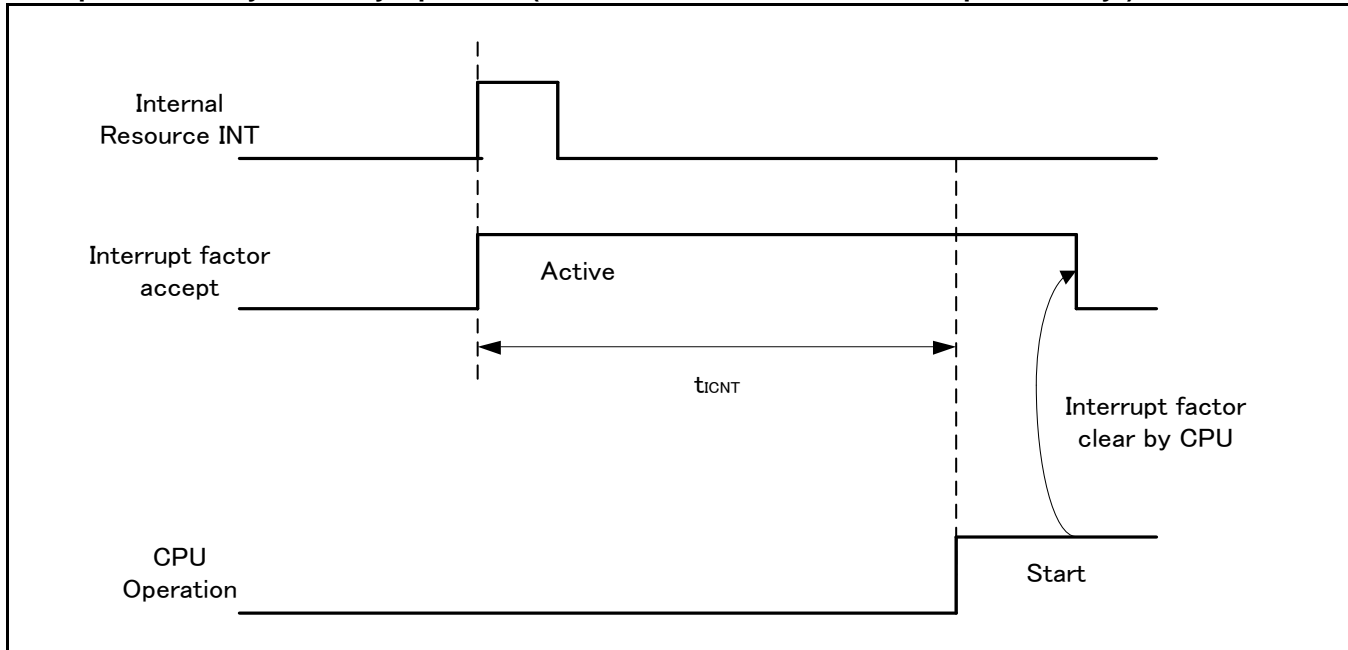 Internal
Resource INT
Interrupt factor
accept
Active
tICNT
Interrupt factor
clear by CPU
CPU
Operation
Start